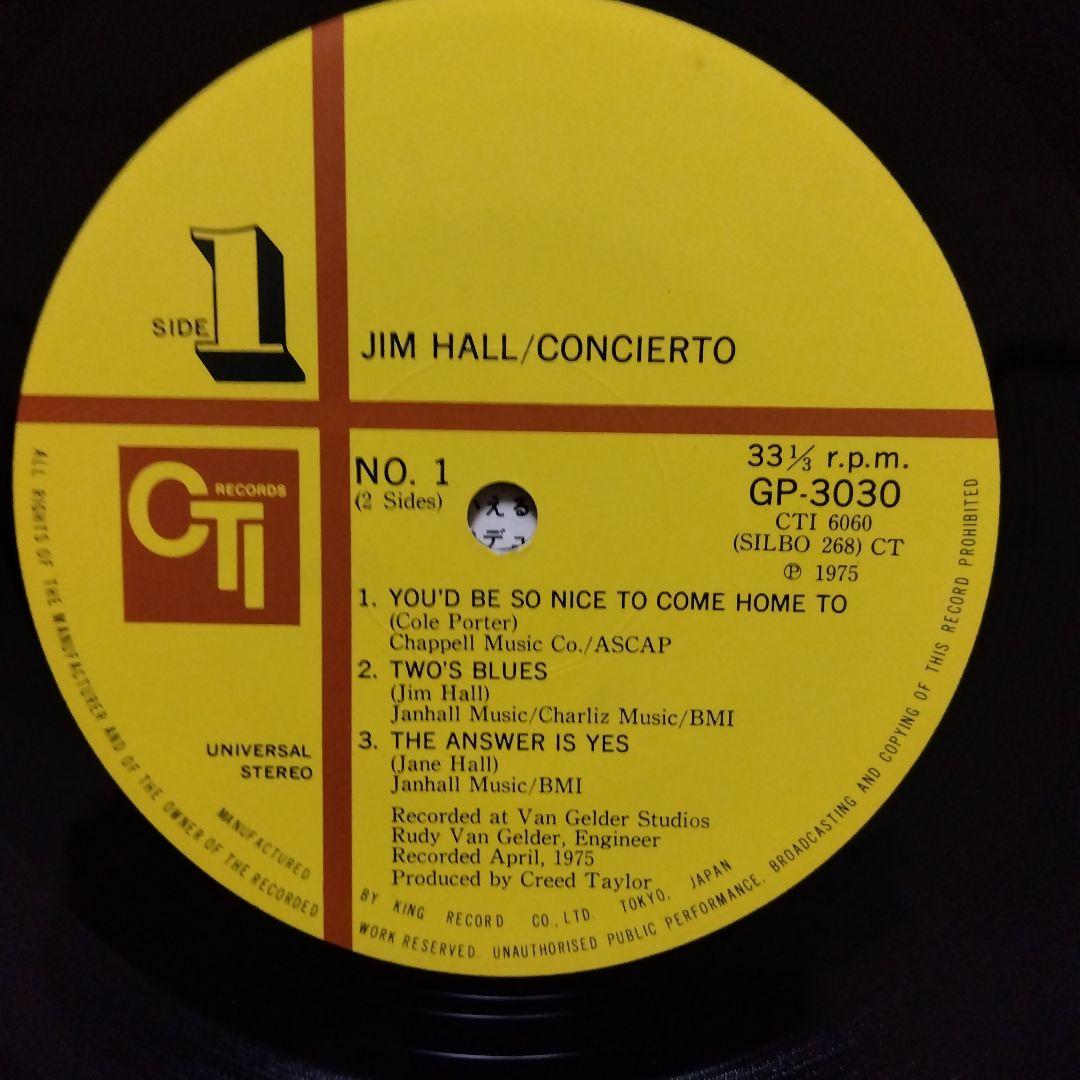 SIDE 1
JIM HALL/CONCIERTO
CTI RECORDS
NO. 1
(2 Sides)
33⅓ r.p.m.
GP-3030
CTI 6060
(SILBO 268) CT
Ⓟ 1975
える
デ
1. YOU'D BE SO NICE TO COME HOME TO
(Cole Porter)
Chappell Music Co./ASCAP
2. TWO'S BLUES
(Jim Hall)
Janhall Music/Charliz Music/BMI
3. THE ANSWER IS YES
(Jane Hall)
Janhall Music/BMI
UNIVERSAL
STEREO
Recorded at Van Gelder Studios
Rudy Van Gelder, Engineer
Recorded April, 1975
Produced by Creed Taylor
MANUFACTURED BY KING RECORD CO., LTD. TOKYO, JAPAN
ALL RIGHTS OF THE MANUFACTURER AND OF THE OWNER OF THE RECORDED WORK RESERVED. UNAUTHORISED PUBLIC PERFORMANCE. BROADCASTING AND COPYING OF THIS RECORD PROHIBITED